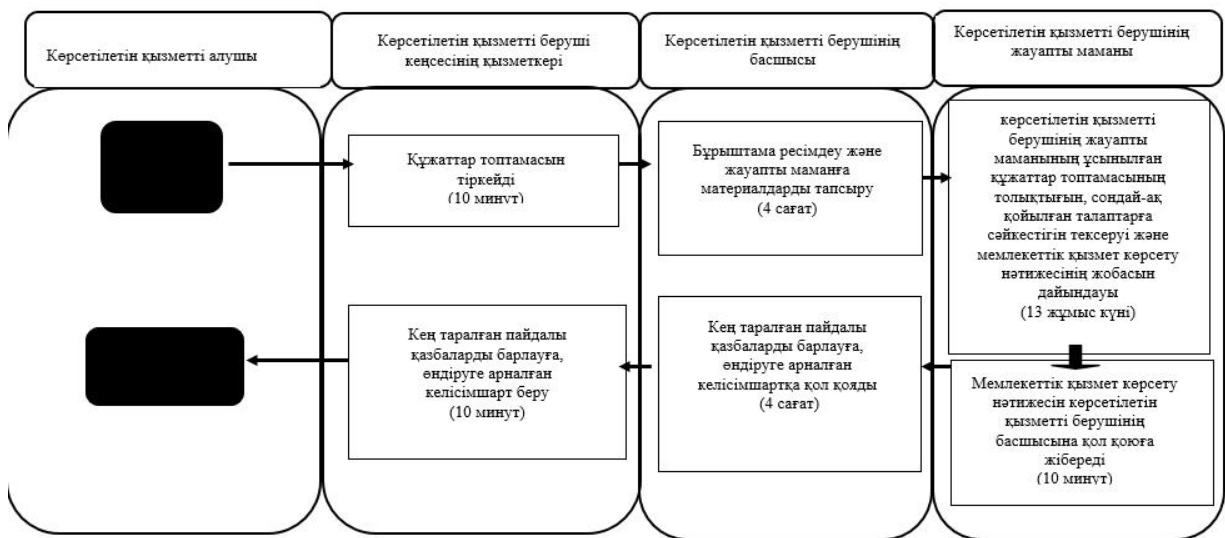 Көрсетілетін қызметті алушы
Көрсетілетін қызметті беруші
кеңсесінің қызметкері
Көрсетілетін қызметті берушінің
басшысы
Көрсетілетін қызметті берушінің
жауапты маманы
Құжаттар топтамасын
тіркейді
(10 минут)
Бұрыштама ресімдеу және
жауапты маманға
материалдарды тапсыру
(4 сағат)
көрсетілетін қызметті
берушінің жауапты
маманының ұсынылған
құжаттар топтамасының
толықтығын, сондай-ақ
қойылған талаптарға
сәйкестігін тексеруі және
мемлекеттік қызмет көрсету
нәтижесінің жобасын
дайындауы
(13 жұмыс күні)
Кең таралған пайдалы
қазбаларды барлауға,
өндіруге арналған
келісімшарт беру
(10 минут)
Кең таралған пайдалы
қазбаларды барлауға,
өндіруге арналған
келісімшартқа қол қояды
(4 сағат)
Мемлекеттік қызмет көрсету
нәтижесін көрсетілетін
қызметті берушінің
басшысына қол қоюға
жібереді
(10 минут)